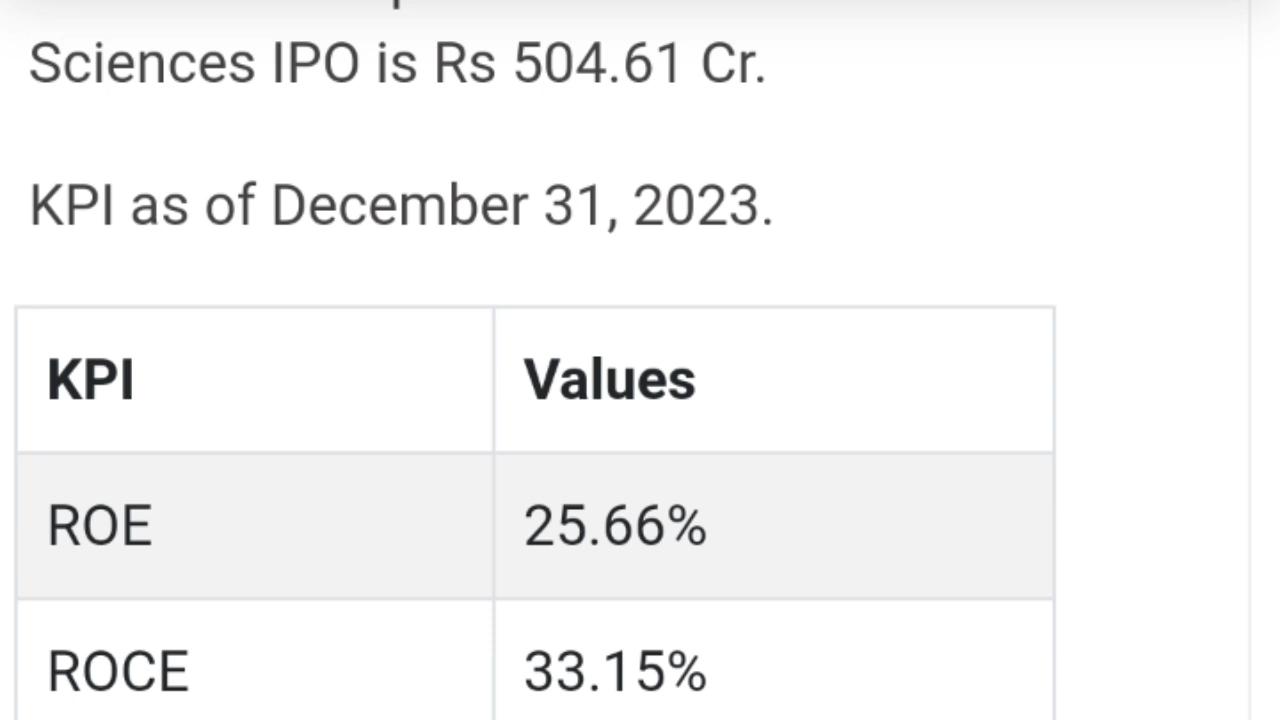 Sciences IPO is Rs 504.61 Cr.
KPI as of December 31, 2023.
KPI Values
ROE 25.66%
ROCE 33.15%